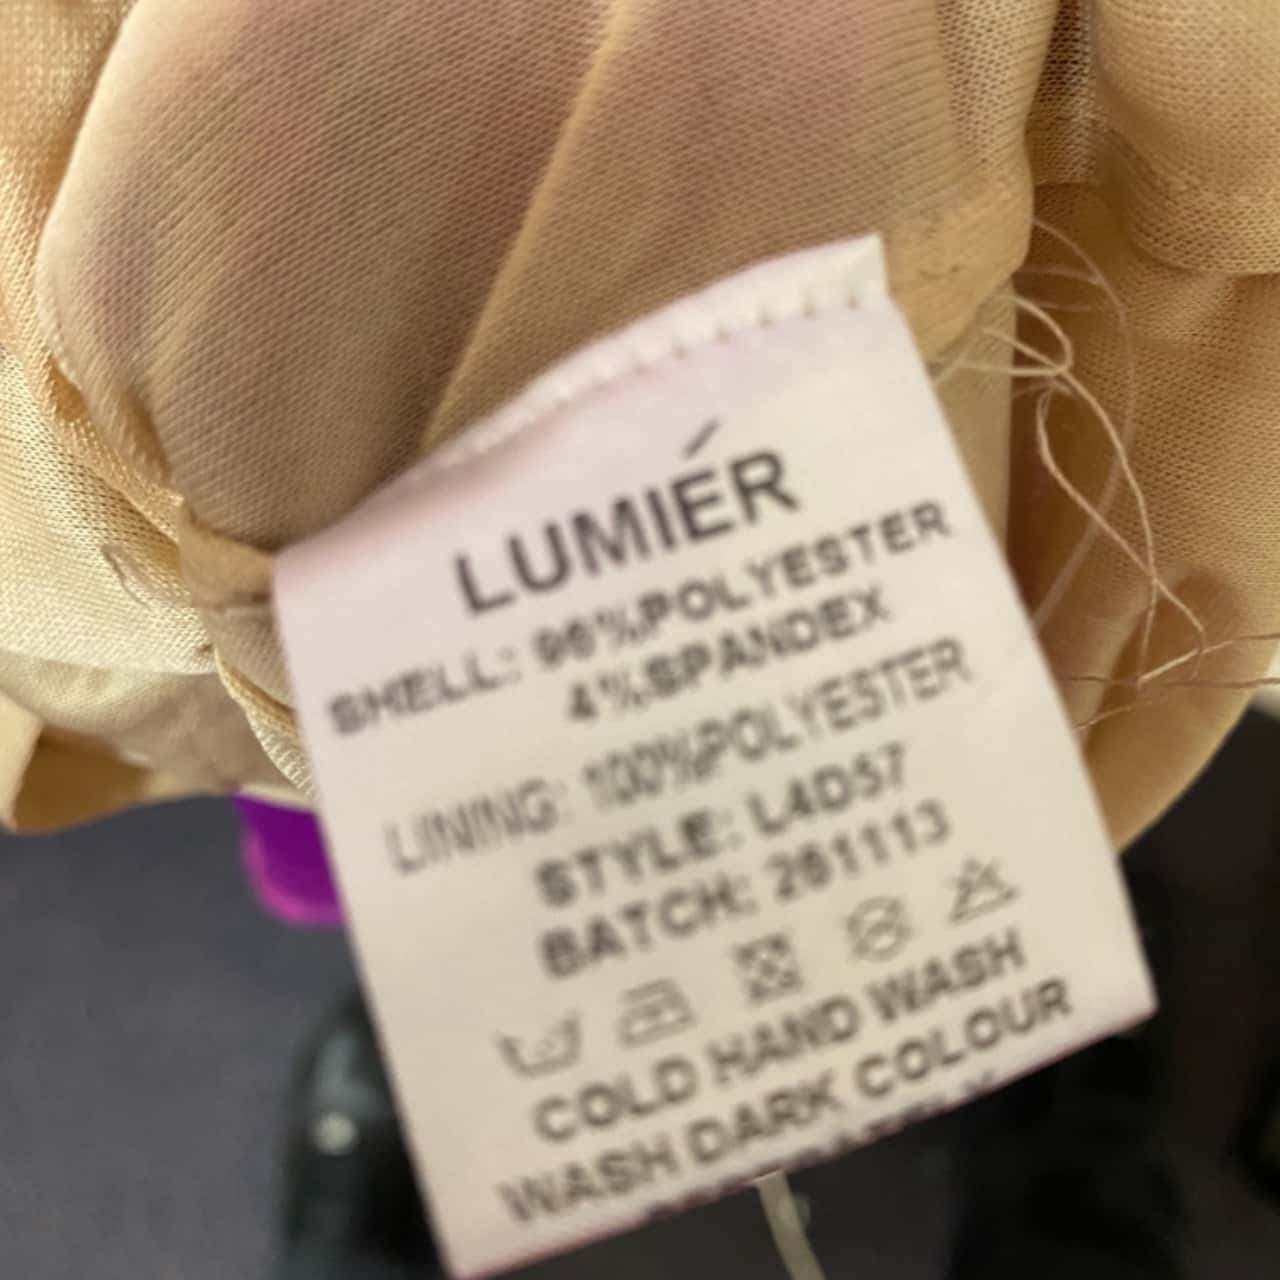 LUMIÉR
SHELL: 96%POLYESTER
4%SPANDEX
LINING: 100%POLYESTER
STYLE: L4D57
BATCH: 261113
COLD HAND WASH
WASH DARK COLOUR